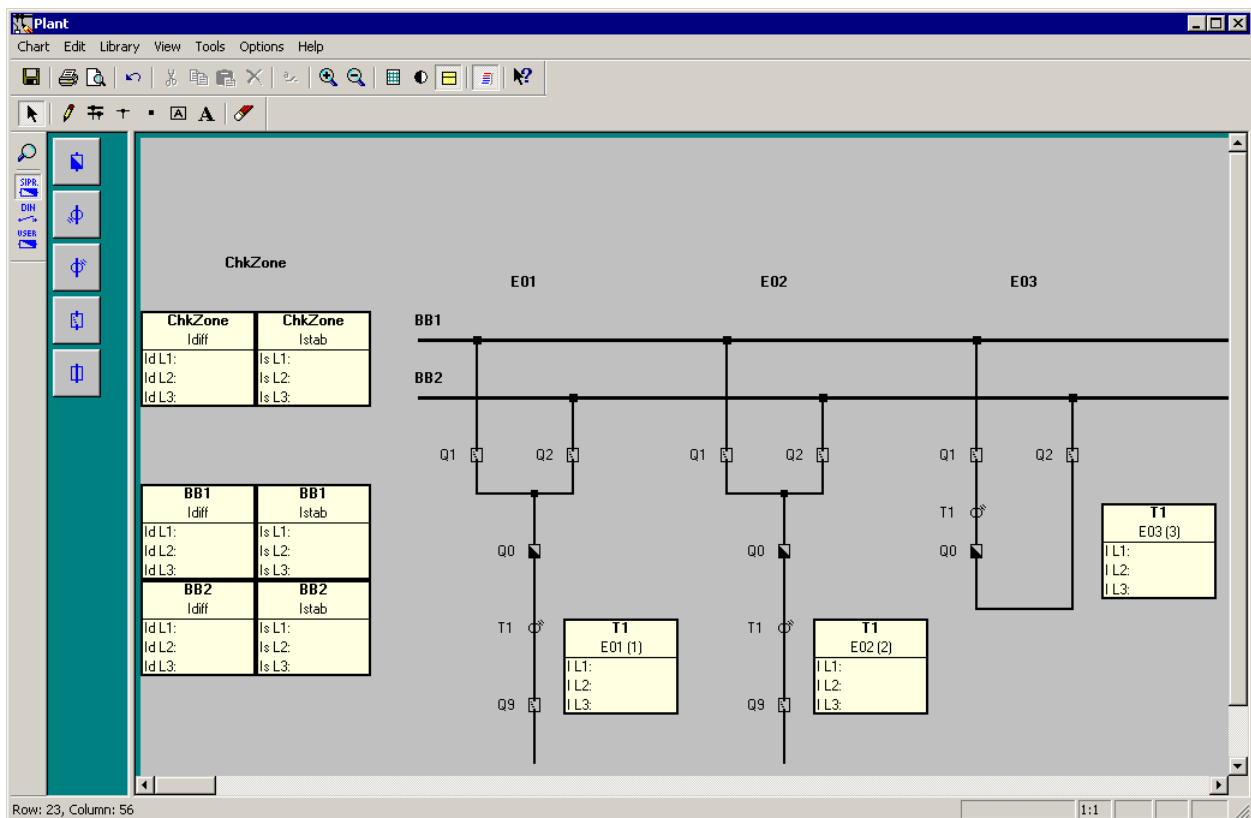 Plant
Chart Edit Library View Tools Options Help
A A
SIPR.
DIN
USER
ChkZone
E01 E02 E03
ChkZone ChkZone
Idiff Istab
Id L1: Is L1:
Id L2: Is L2:
Id L3: Is L3:
BB1
BB2
Q1 Q2 Q1 Q2 Q1 Q2
BB1 BB1
Idiff Istab
Id L1: Is L1:
Id L2: Is L2:
Id L3: Is L3:
BB2 BB2
Idiff Istab
Id L1: Is L1:
Id L2: Is L2:
Id L3: Is L3:
T1
Q0 Q0 Q0
T1
E03 (3)
I L1:
I L2:
I L3:
T1
T1
E01 (1)
I L1:
I L2:
I L3:
Q9
T1
T1
E02 (2)
I L1:
I L2:
I L3:
Q9
Row: 23, Column: 56
1:1